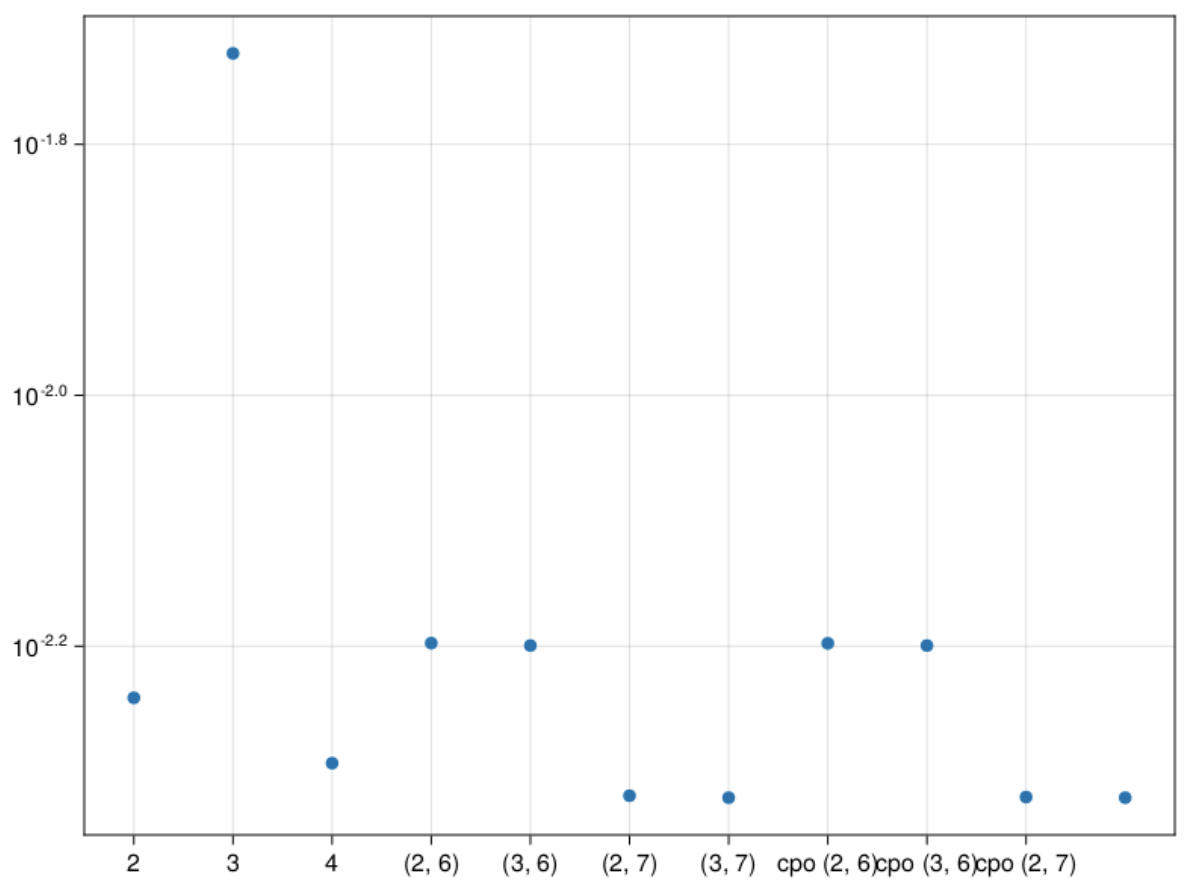 10-1.8
10-2.0
10-2.2
2 3 4 (2, 6) (3, 6) (2, 7) (3, 7) cpo (2, 6) cpo (3, 6) cpo (2, 7)